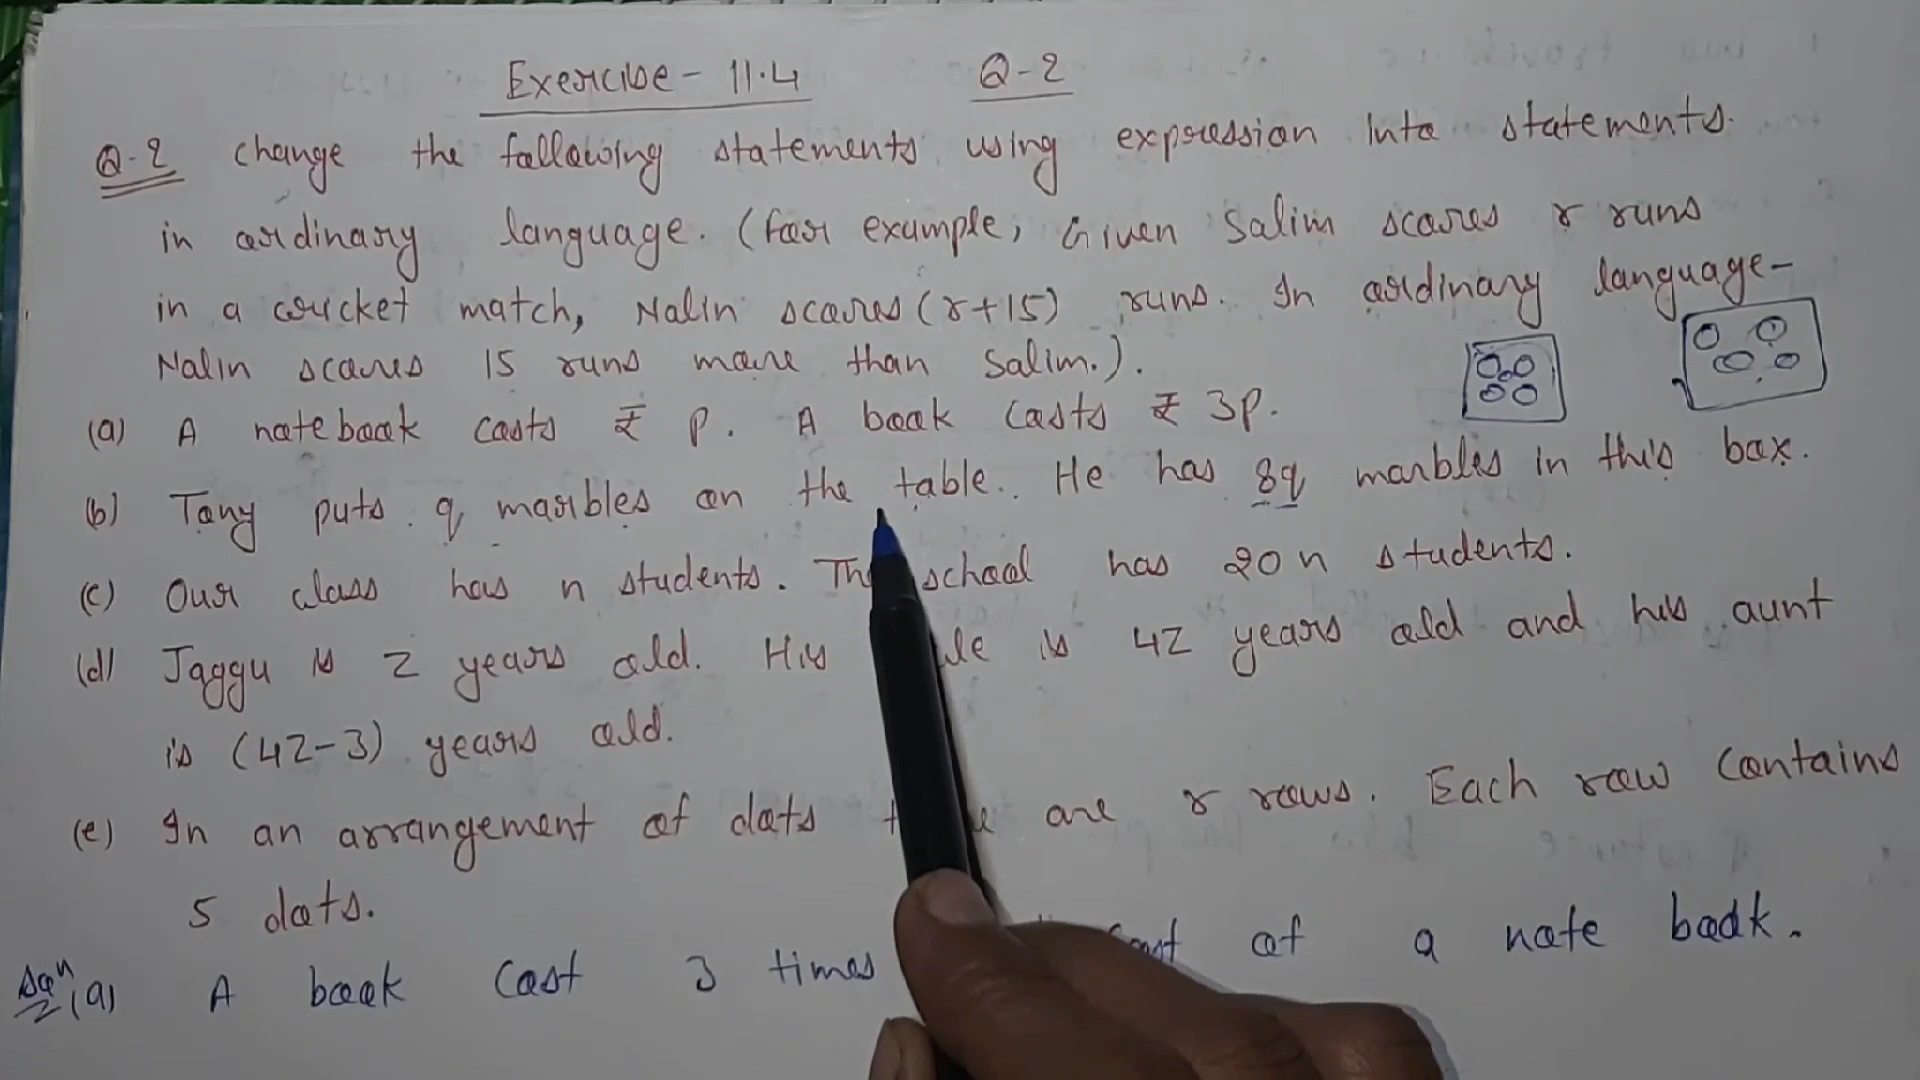 Exercise - 11.4 Q-2
Q-2 change the following statements using expression into statements.
in ordinary language. (for example, Given Salim scores r runs
in a cricket match, Nalin scores (r+15) runs. In ordinary language-
Nalin scores 15 runs more than Salim.).
(a) A notebook costs ₹ p. A book costs ₹ 3p.
(b) Tony puts q marbles on the table. He has 8q marbles in this box.
(c) Our class has n students. The school has 20n students.
(d) Jaggu is z years old. His is 4z years old and his aunt
is (4z-3) years old.
(e) In an arrangement of dots are r rows. Each row contains
5 dots.
Soln (a) A book cost 3 times cost of a note book.